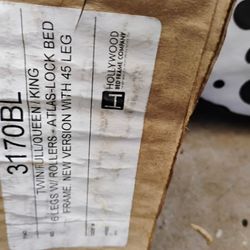 3170BL
TWIN/FULL/QUEEN/KING
6 LEGS W/ ROLLERS - ATLAS-LOCK BED
FRAME. NEW VERSION WITH 45 LEG
H
HOLLYWOOD
BED FRAME COMPANY